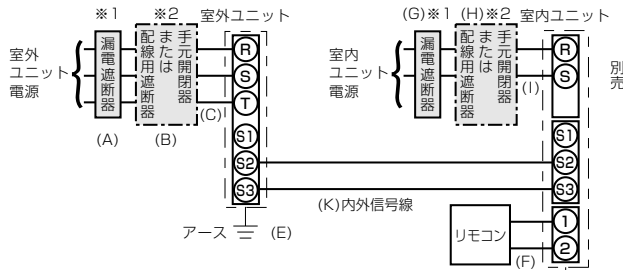 ※1
※2
室外ユニット
(G)※1
(H)※2
室内ユニット
室外
ユニット
電源
漏電遮断器
手元開閉器
または
配線用遮断器
R
S
T
S1
S2
S3
(A)
(B)
(C)
室内
ユニット
電源
漏電遮断器
手元開閉器
または
配線用遮断器
(I)
R
S
別売
S1
S2
S3
(K)内外信号線
アース
(E)
リモコン
1
2
(F)